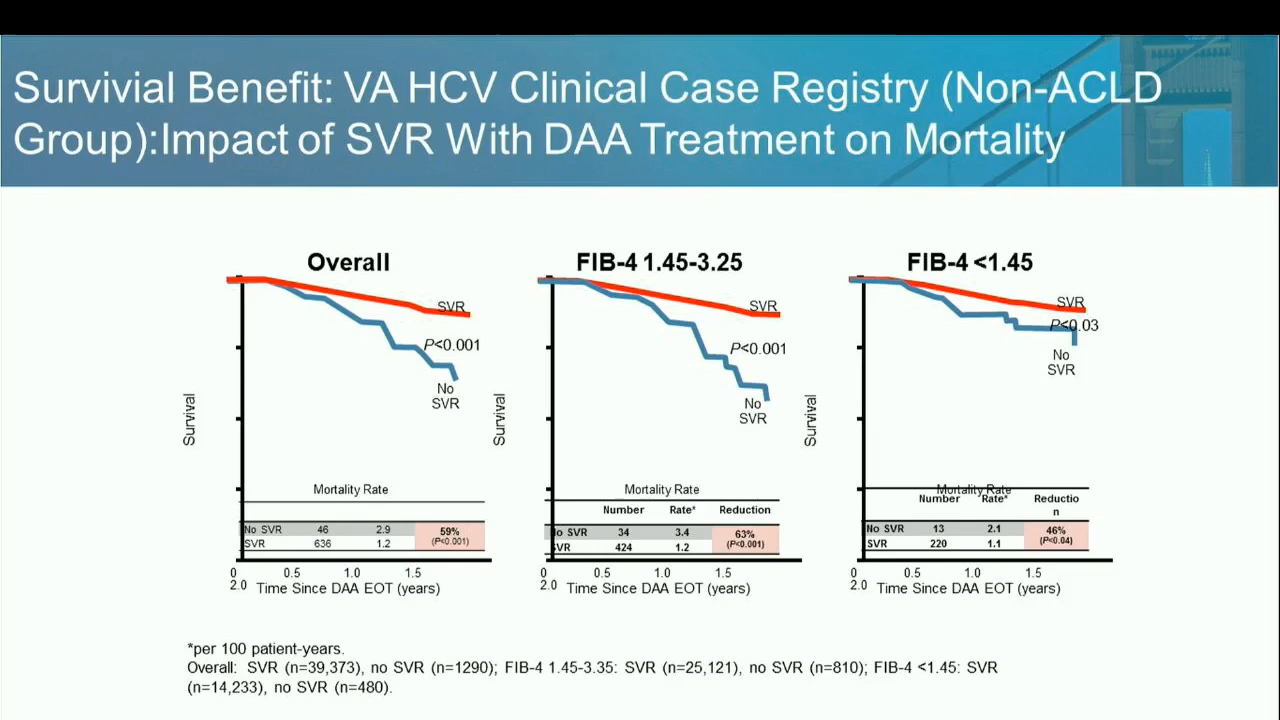 Survivial Benefit: VA HCV Clinical Case Registry (Non-ACLD
Group):Impact of SVR With DAA Treatment on Mortality
Overall
SVR
P<0.001
No
SVR
Survival
Mortality Rate
No SVR 46 2.9 59%
(P<0.001)
SVR 636 1.2
0 0.5 1.0 1.5
2.0 Time Since DAA EOT (years)
FIB-4 1.45-3.25
SVR
P<0.001
No
SVR
Survival
Mortality Rate
Number Rate* Reduction
No SVR 34 3.4 63%
(P<0.001)
SVR 424 1.2
0 0.5 1.0 1.5
2.0 Time Since DAA EOT (years)
FIB-4 <1.45
SVR
P<0.03
No
SVR
Survival
Mortality Rate
Number Rate* Reductio
n
No SVR 13 2.1 46%
(P<0.04)
SVR 220 1.1
0 0.5 1.0 1.5
2.0 Time Since DAA EOT (years)
*per 100 patient-years.
Overall: SVR (n=39,373), no SVR (n=1290); FIB-4 1.45-3.35: SVR (n=25,121), no SVR (n=810); FIB-4 <1.45: SVR
(n=14,233), no SVR (n=480).